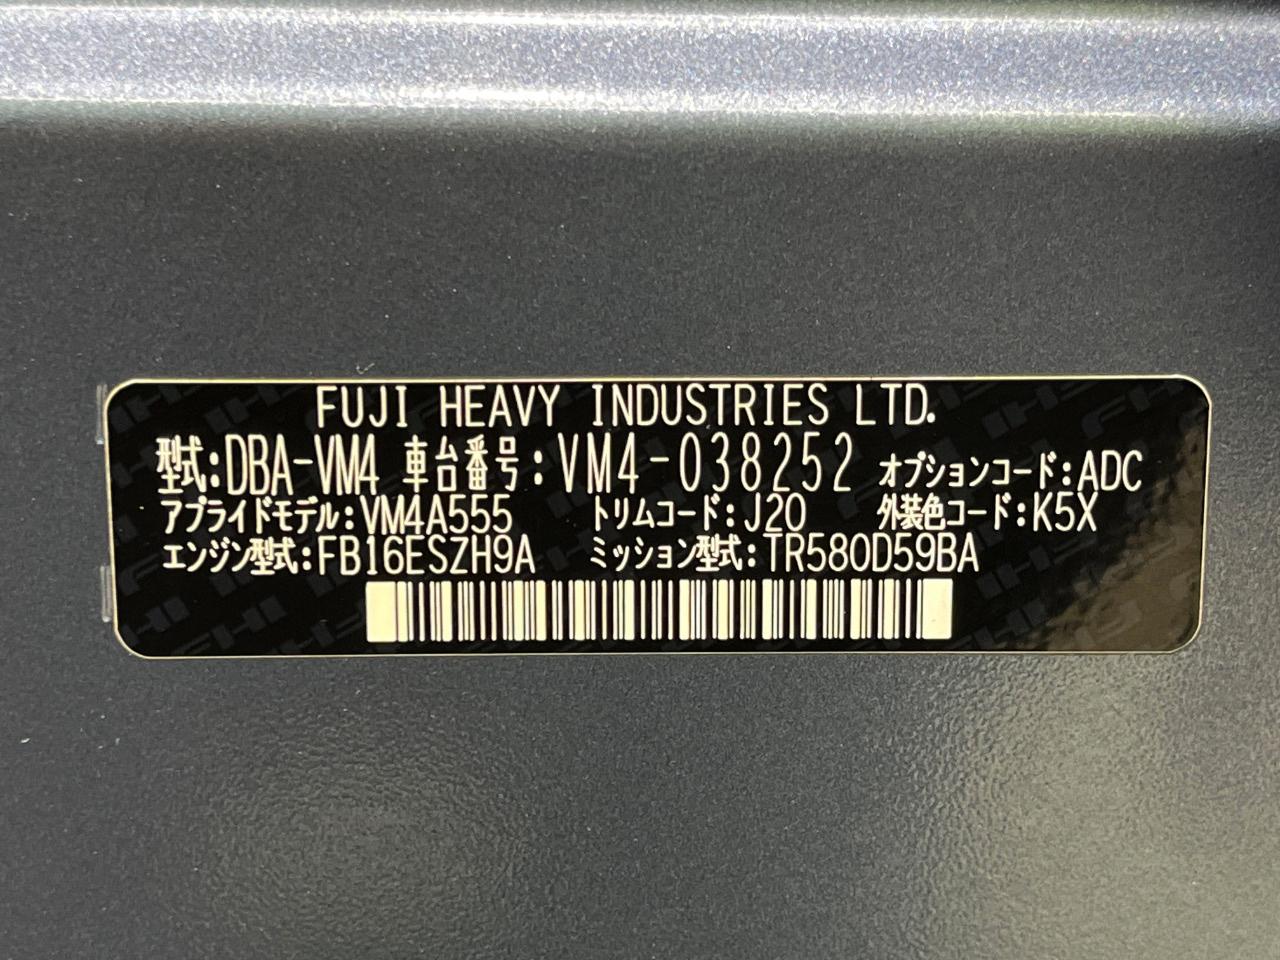 FUJI HEAVY INDUSTRIES LTD.
型式:DBA-VM4 車台番号:VM4-038252 オプションコード:ADC
アプライドモデル:VM4A555 トリムコード:J20 外装色コード:K5X
エンジン型式:FB16ESZH9A ミッション型式:TR580D59BA